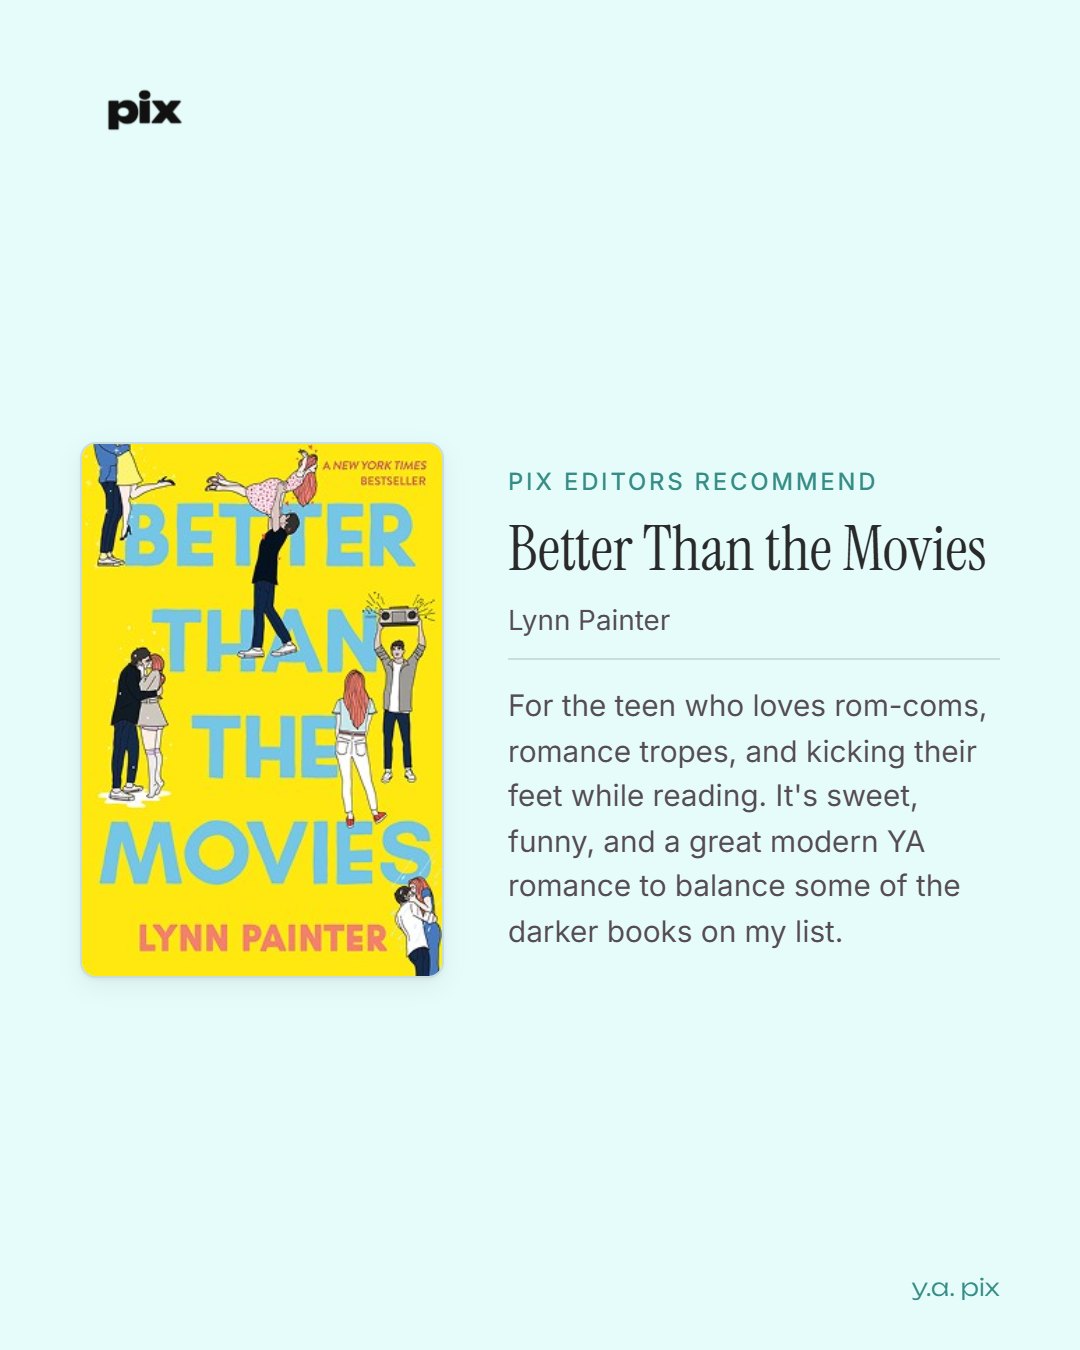 pix
A NEW YORK TIMES
BESTSELLER
BETTER
THAN
THE
MOVIES
LYNN PAINTER
PIX EDITORS RECOMMEND
Better Than the Movies
Lynn Painter
For the teen who loves rom-coms,
romance tropes, and kicking their
feet while reading. It's sweet,
funny, and a great modern YA
romance to balance some of the
darker books on my list.
y.a. pix